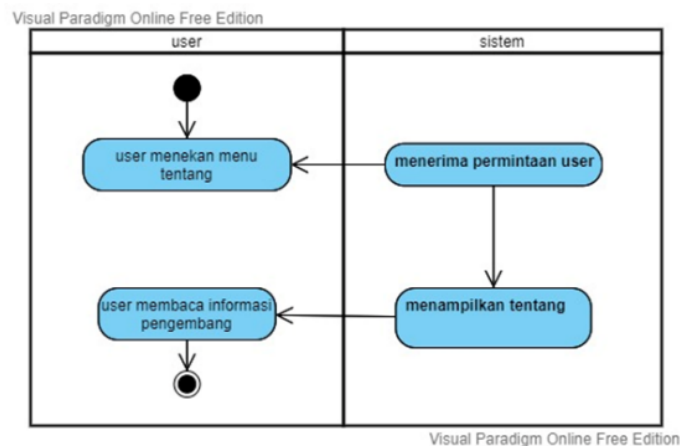 Visual Paradigm Online Free Edition
user
sistem
user menekan menu
tentang
menerima permintaan user
user membaca informasi
pengembang
menampilkan tentang
Visual Paradigm Online Free Edition